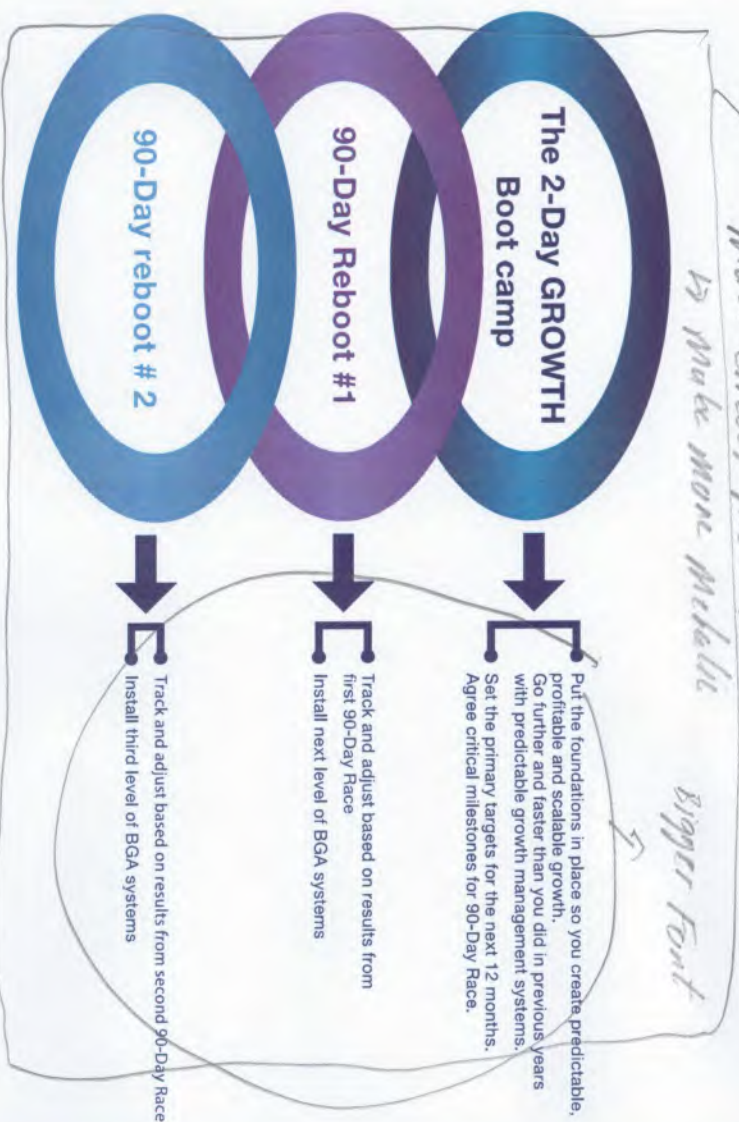 Make more Metalic
Bigger Font
The 2-Day GROWTH
Boot camp
Put the foundations in place so you create predictable,
profitable and scalable growth.
Go further and faster than you did in previous years
with predictable growth management systems.
Set the primary targets for the next 12 months.
Agree critical milestones for 90-Day Race.
90-Day Reboot #1
Track and adjust based on results from
first 90-Day Race
Install next level of BGA systems
90-Day reboot # 2
Track and adjust based on results from second 90-Day Race
Install third level of BGA systems